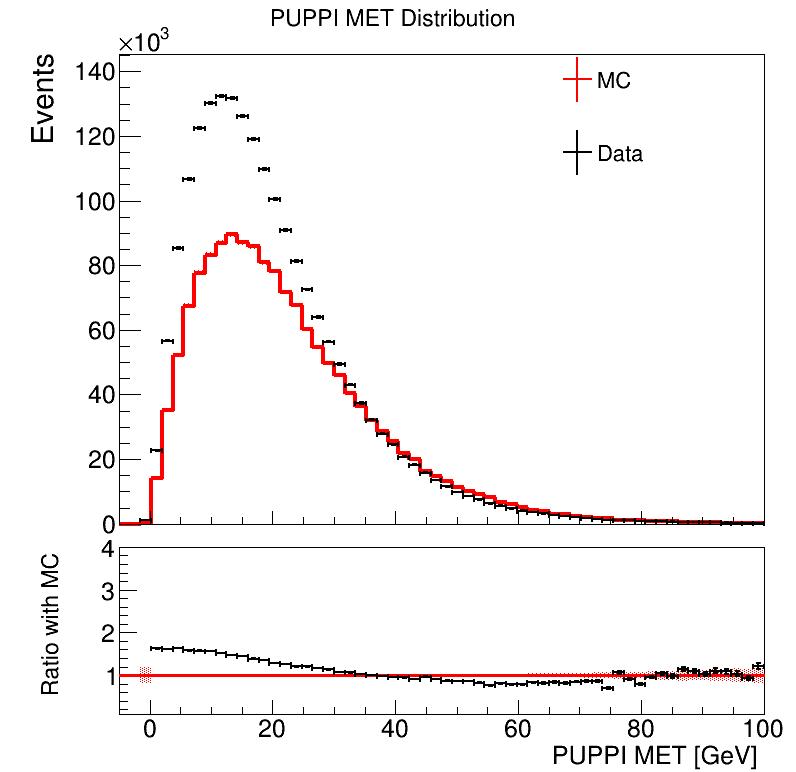 PUPPI MET Distribution
×10³
Events
140
120
100
80
60
40
20
0
MC
Data
Ratio with MC
4
3
2
1
0 20 40 60 80 100
PUPPI MET [GeV]